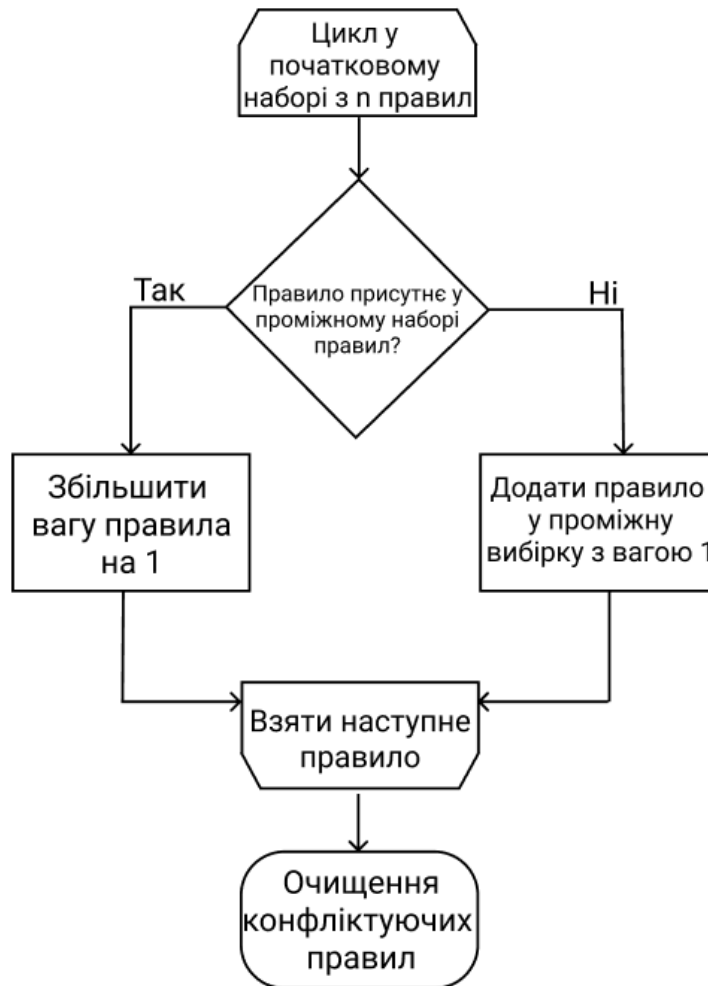 Цикл у
початковому
наборі з n правил
Так
Правило присутнє у
проміжному наборі
правил?
Ні
Збільшити
вагу правила
на 1
Додати правило
у проміжну
вибірку з вагою 1
Взяти наступне
правило
Очищення
конфліктуючих
правил